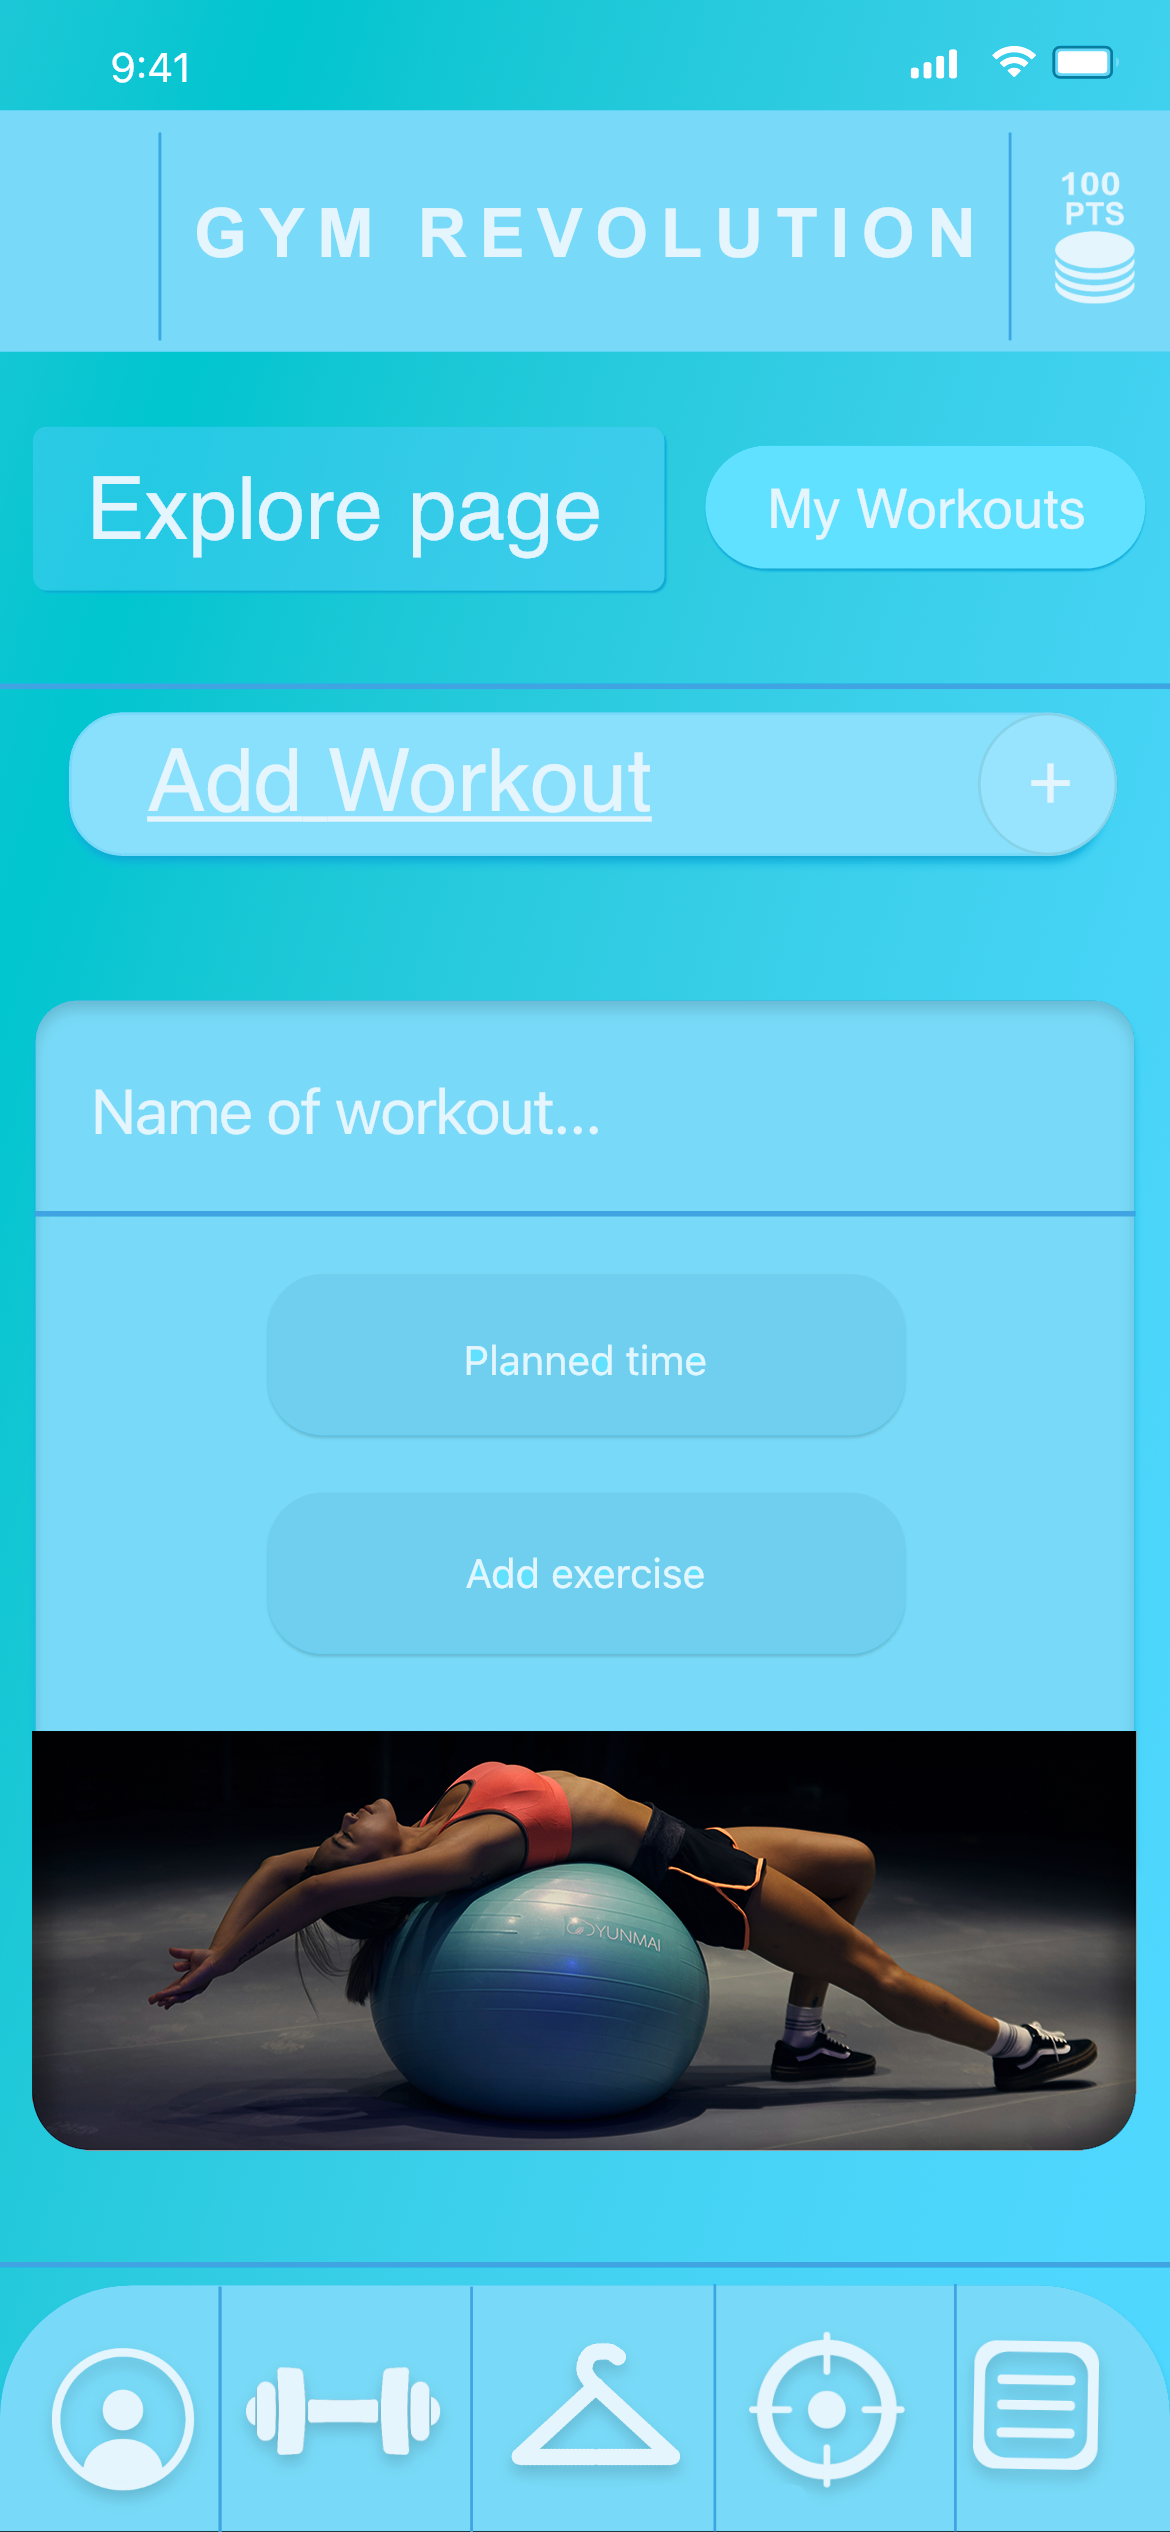 9:41
GYM REVOLUTION
100
PTS
Explore page
My Workouts
Add Workout
+
Name of workout...
Planned time
Add exercise
YUNMAI